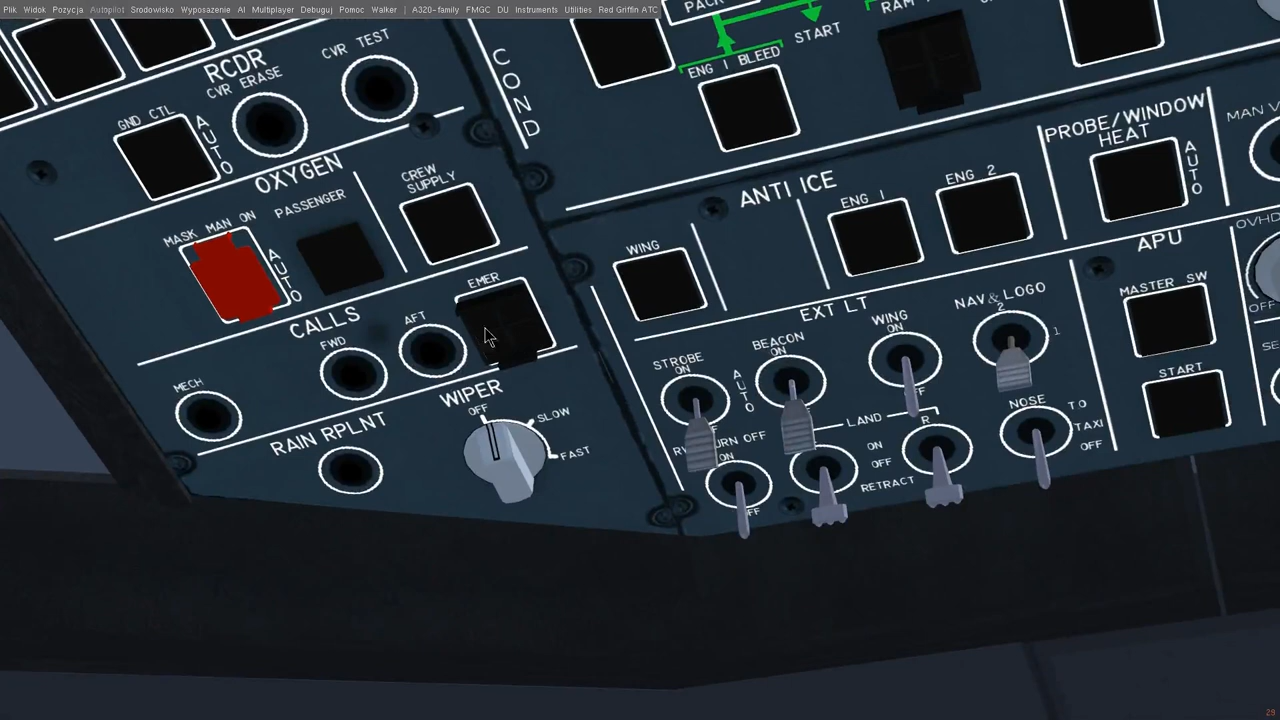 Plik Widok Pozycja Autopilot Środowisko Wyposażenie AI Multiplayer Debuguj Pomoc Walker | A320-family FMGC DU Instruments Utilities Red Griffin ATC
PACK
RCDR
CVR TEST
CVR ERASE
GND CTL
AUTO
COND
START
ENG 1 BLEED
OXYGEN
MASK MAN ON
AUTO
PASSENGER
CREW
SUPPLY
ANTI ICE
WING
ENG 1
ENG 2
PROBE/WINDOW
HEAT
AUTO
CALLS
MECH
FWD
AFT
EMER
RAIN RPLNT
WIPER
OFF
SLOW
FAST
EXT LT
STROBE
ON
AUTO
BEACON
ON
WING
ON
NAV & LOGO
2
1
TURN OFF
ON
LAND
R
ON
OFF
RETRACT
NOSE
T.O
TAXI
OFF
APU
MASTER SW
START
OFF
29